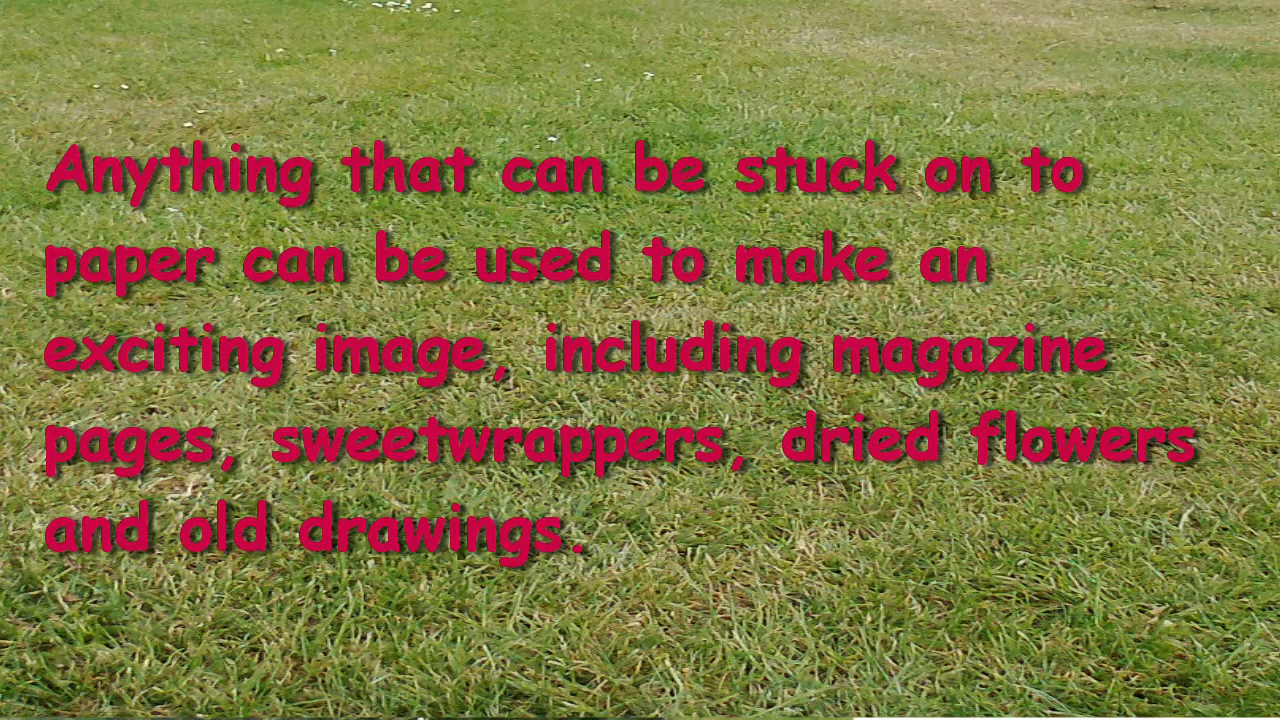 Anything that can be stuck on to
paper can be used to make an
exciting image, including magazine
pages, sweetwrappers, dried flowers
and old drawings.